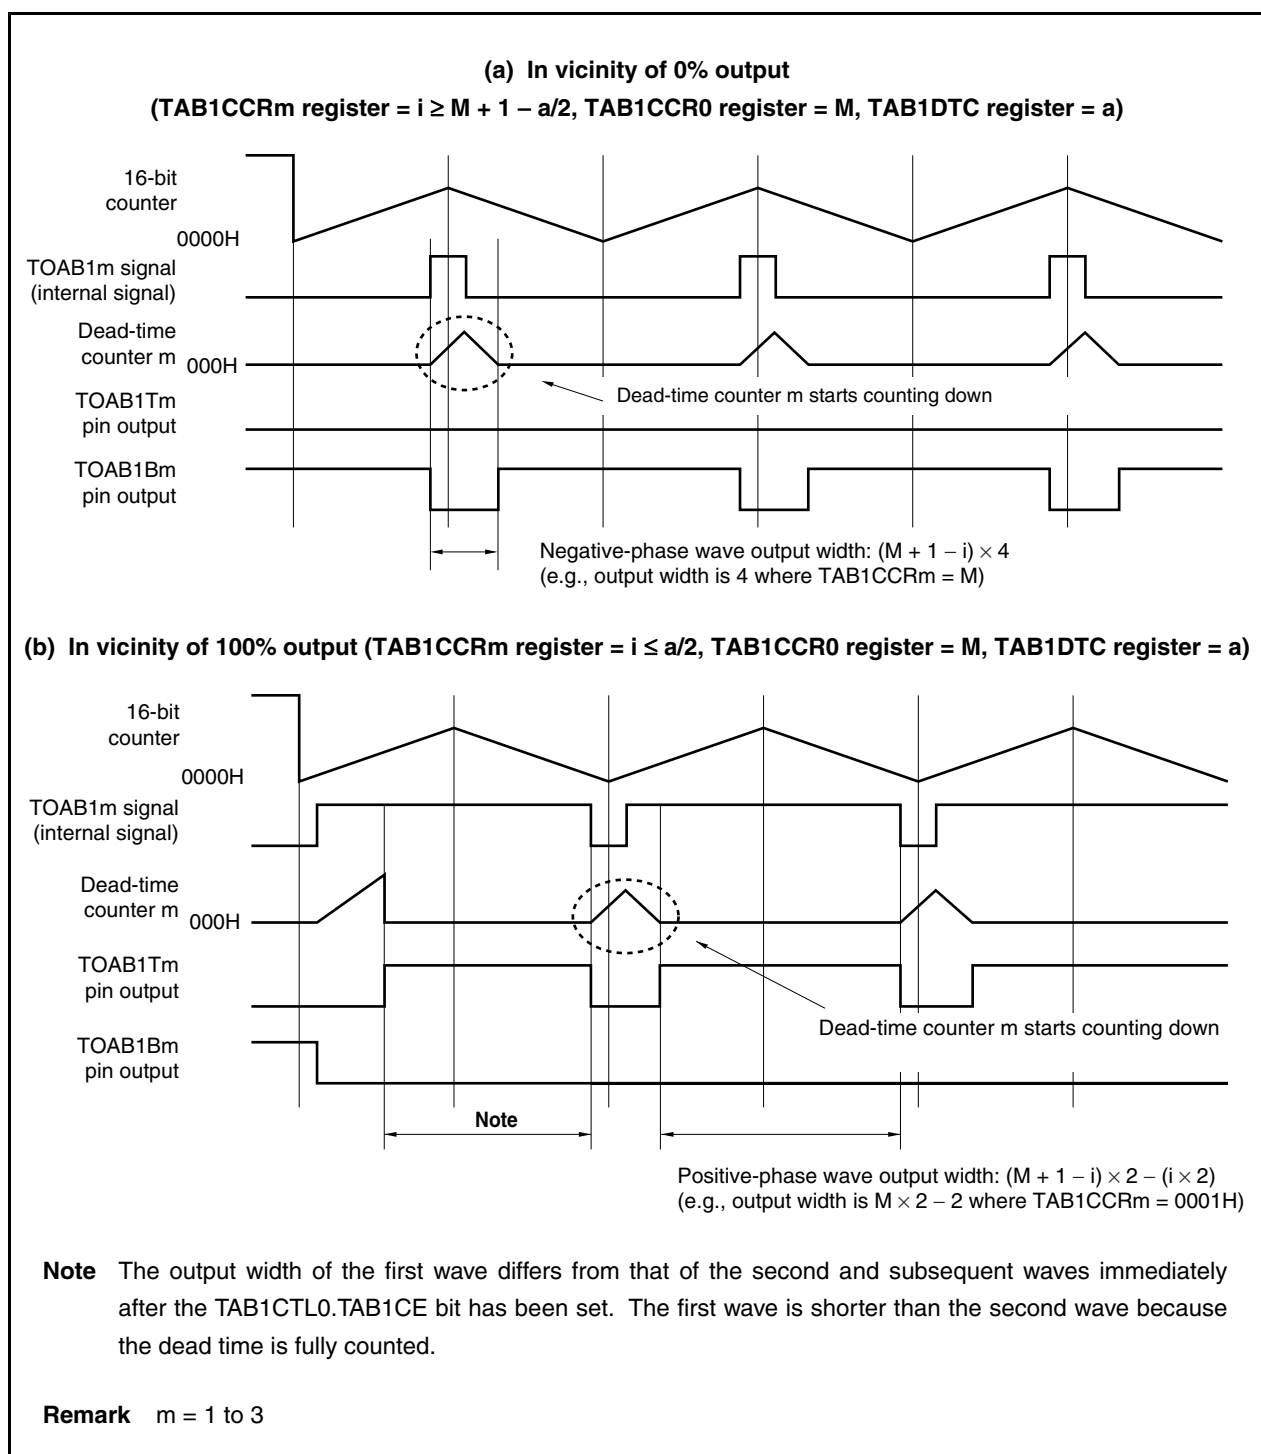 (a) In vicinity of 0% output
(TAB1CCRm register = i ≥ M + 1 – a/2, TAB1CCR0 register = M, TAB1DTC register = a)
16-bit
counter
0000H
TOAB1m signal
(internal signal)
Dead-time
counter m
000H
Dead-time counter m starts counting down
TOAB1Tm
pin output
TOAB1Bm
pin output
Negative-phase wave output width: (M + 1 – i) × 4
(e.g., output width is 4 where TAB1CCRm = M)
(b) In vicinity of 100% output (TAB1CCRm register = i ≤ a/2, TAB1CCR0 register = M, TAB1DTC register = a)
16-bit
counter
0000H
TOAB1m signal
(internal signal)
Dead-time
counter m
000H
TOAB1Tm
pin output
Dead-time counter m starts counting down
TOAB1Bm
pin output
Note
Positive-phase wave output width: (M + 1 – i) × 2 – (i × 2)
(e.g., output width is M × 2 – 2 where TAB1CCRm = 0001H)
Note The output width of the first wave differs from that of the second and subsequent waves immediately
after the TAB1CTL0.TAB1CE bit has been set. The first wave is shorter than the second wave because
the dead time is fully counted.
Remark m = 1 to 3